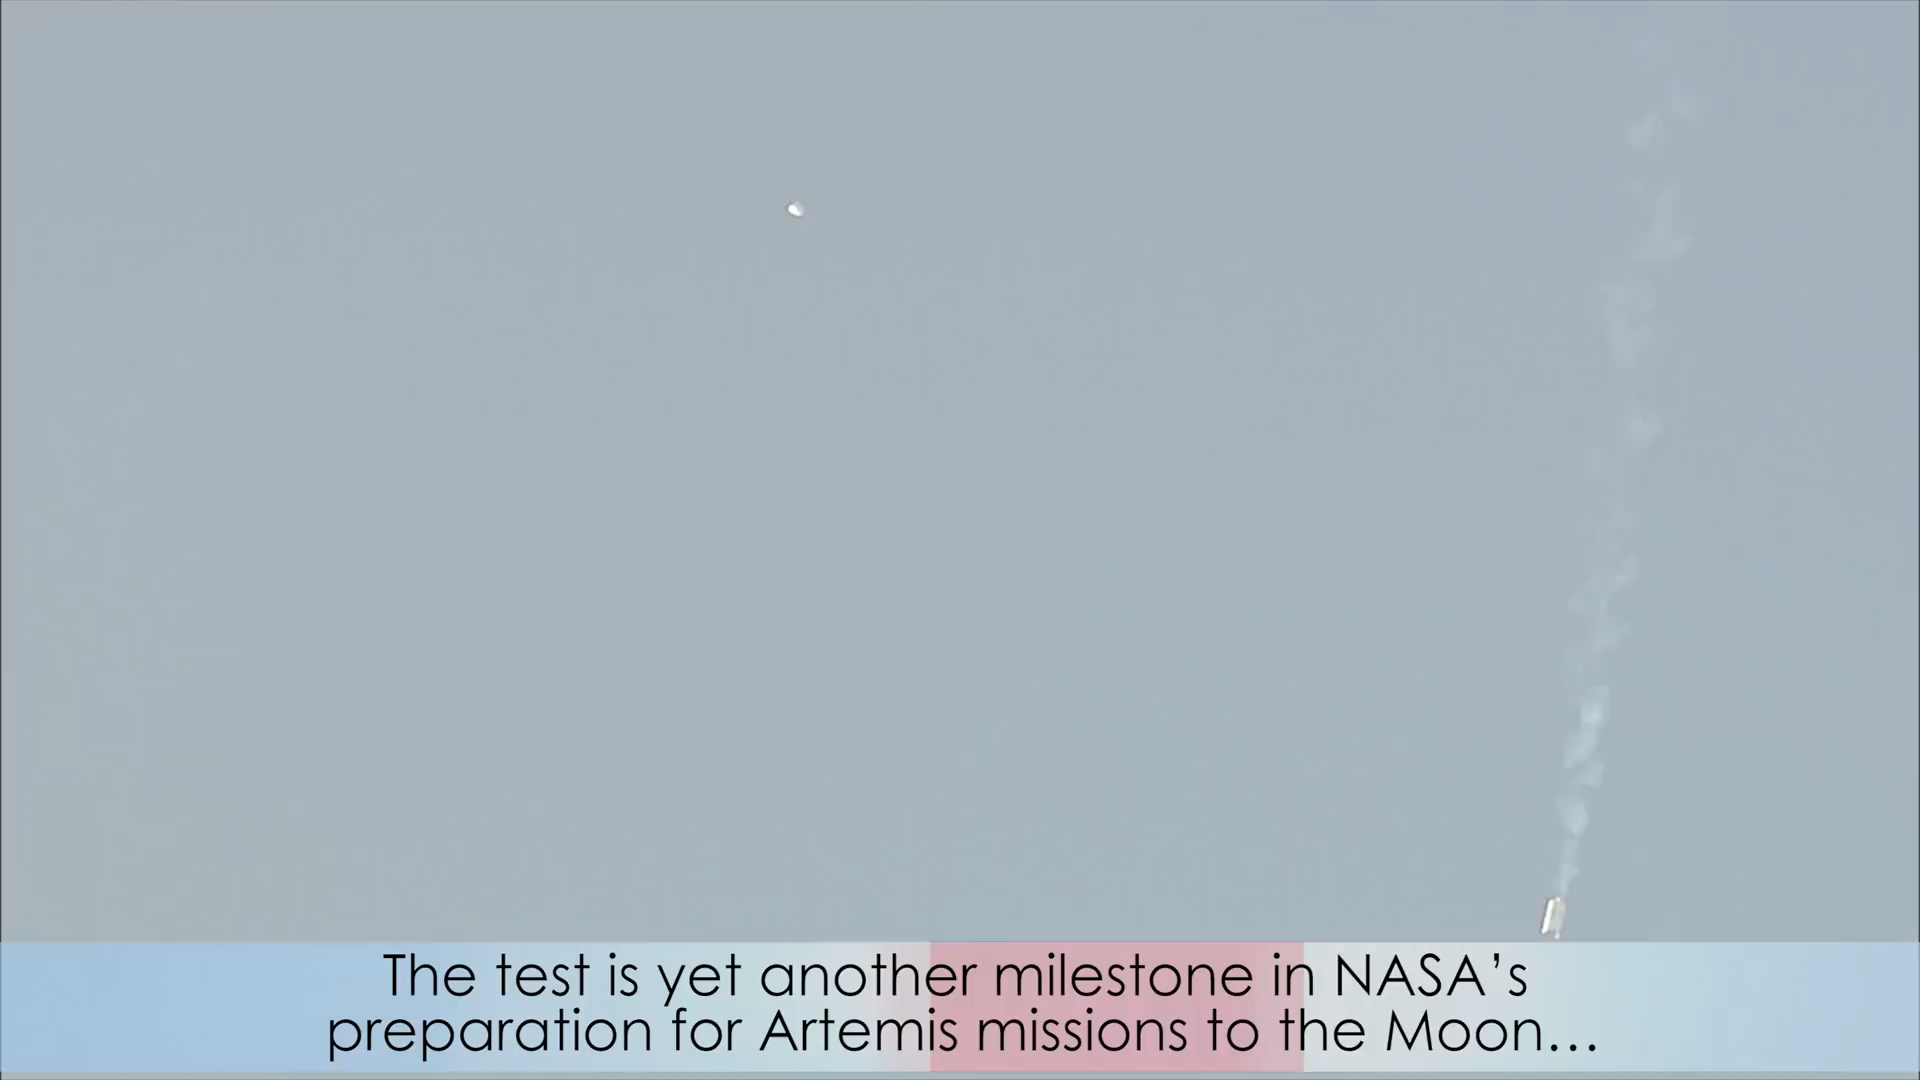 The test is yet another milestone in NASA’s
preparation for Artemis missions to the Moon…